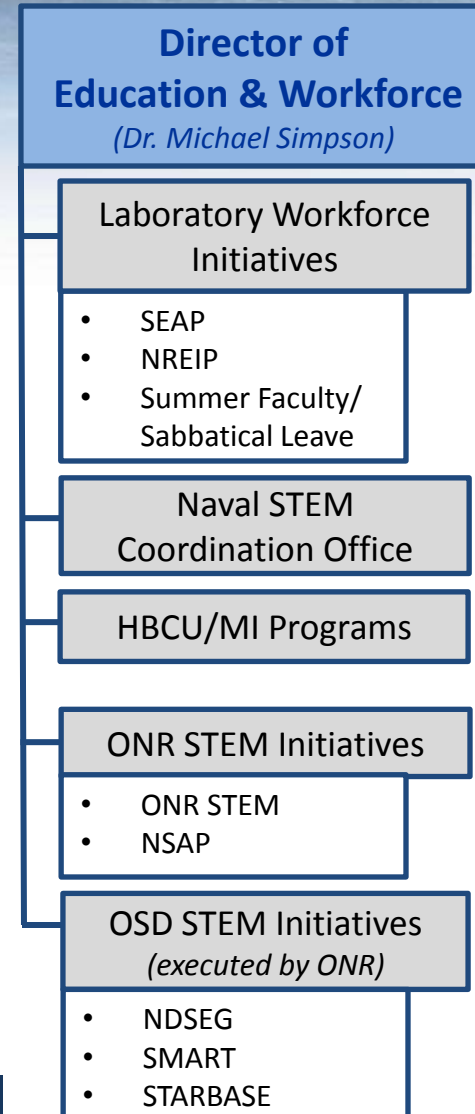 Director of
Education & Workforce
(Dr. Michael Simpson)
Laboratory Workforce
Initiatives
• SEAP
• NREIP
• Summer Faculty/
Sabbatical Leave
Naval STEM
Coordination Office
HBCU/MI Programs
ONR STEM Initiatives
• ONR STEM
• NSAP
OSD STEM Initiatives
(executed by ONR)
• NDSEG
• SMART
• STARBASE